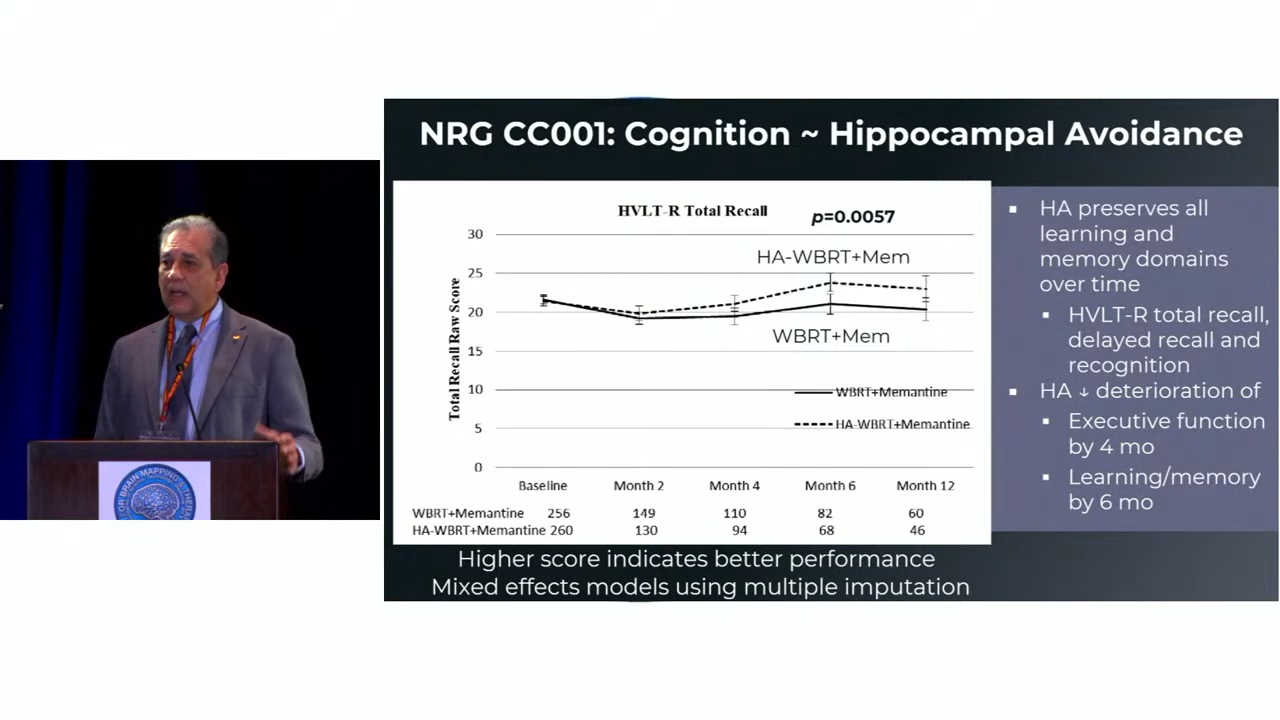 NRG CC001: Cognition ~ Hippocampal Avoidance
HVLT-R Total Recall
p=0.0057
Total Recall Raw Score
30
25
20
15
10
5
0
HA-WBRT+Mem
WBRT+Mem
WBRT+Memantine
HA-WBRT+Memantine
Baseline Month 2 Month 4 Month 6 Month 12
WBRT+Memantine 256 149 110 82 60
HA-WBRT+Memantine 260 130 94 68 46
Higher score indicates better performance
Mixed effects models using multiple imputation
▪ HA preserves all
learning and
memory domains
over time
▪ HVLT-R total recall,
delayed recall and
recognition
▪ HA ↓ deterioration of
▪ Executive function
by 4 mo
▪ Learning/memory
by 6 mo
OR BRAIN MAPPING & THERA